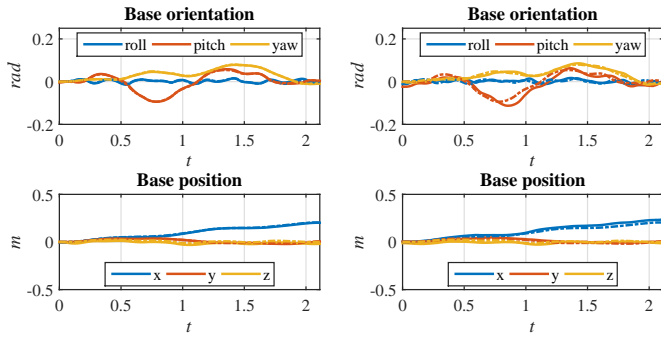 Base orientation
0.2
0
-0.2
rad
roll pitch yaw
0 0.5 1 1.5 2
t
Base orientation
0.2
0
-0.2
rad
roll pitch yaw
0 0.5 1 1.5 2
t
Base position
0.5
0
-0.5
m
x y z
0 0.5 1 1.5 2
t
Base position
0.5
0
-0.5
m
x y z
0 0.5 1 1.5 2
t